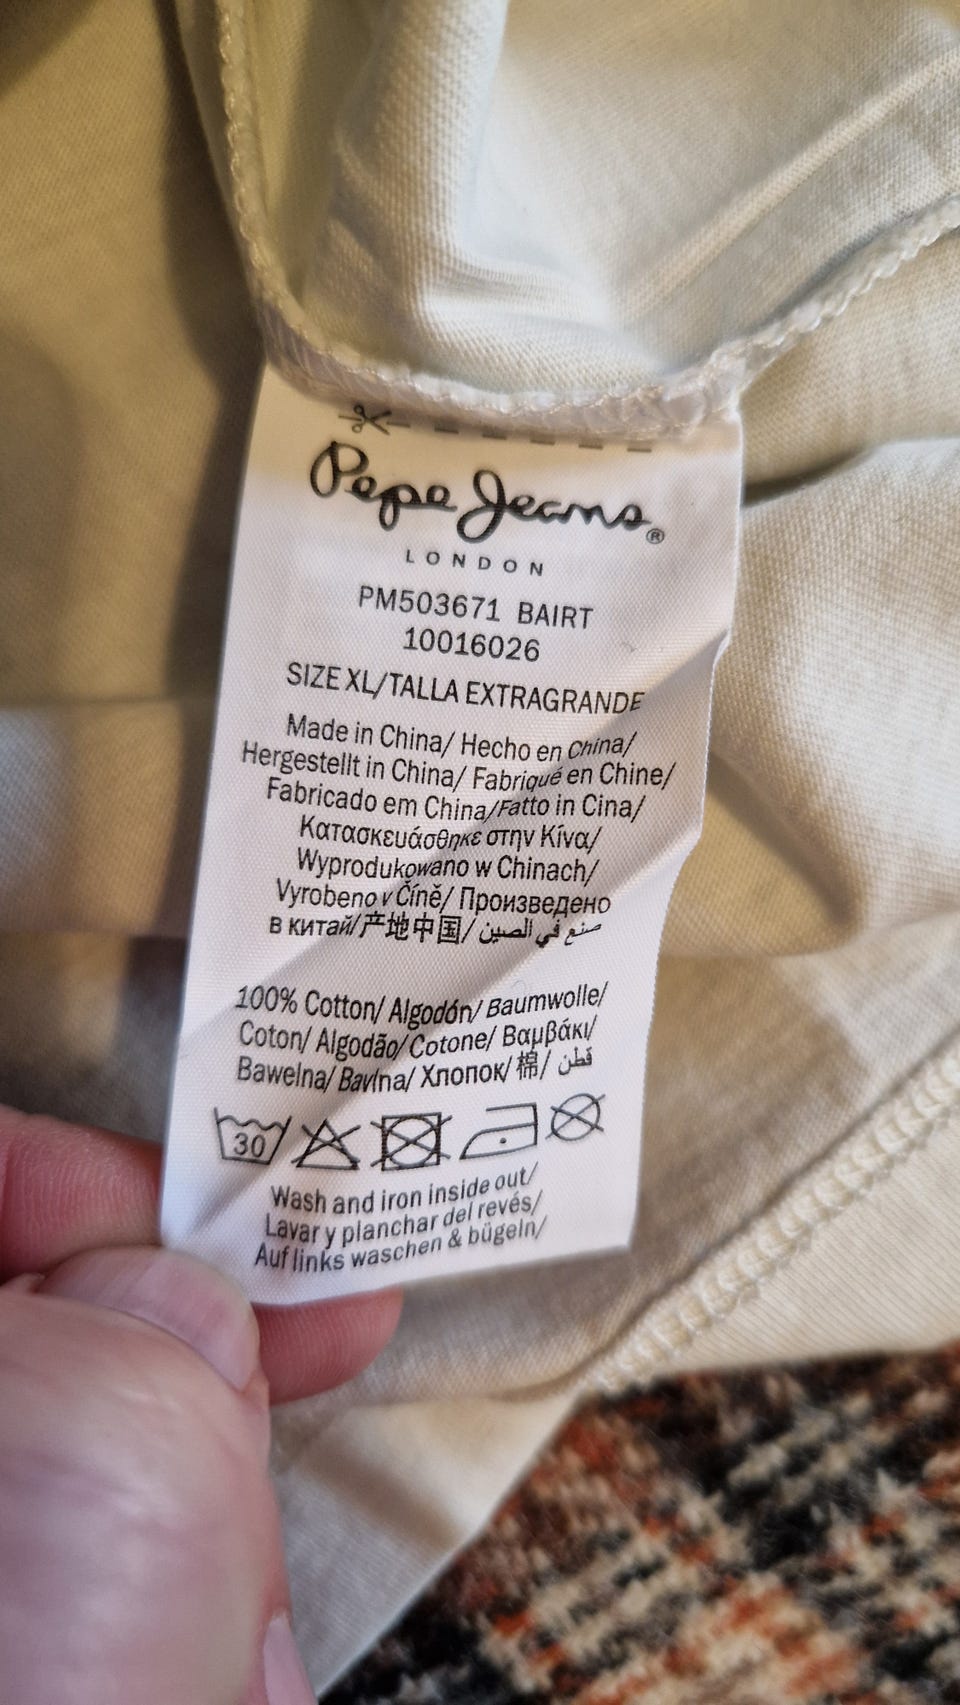 Pepe Jeans®
LONDON
PM503671 BAIRT
10016026
SIZE XL/TALLA EXTRAGRANDE
Made in China/ Hecho en China/
Hergestellt in China/ Fabriqué en Chine/
Fabricado em China/Fatto in Cina/
Κατασκευάσθηκε στην Κίνα/
Wyprodukowano w Chinach/
Vyrobeno v Číně/ Произведено
в китай/产地中国/ صنع في الصين
100% Cotton/ Algodón/ Baumwolle/
Coton/ Algodão/Cotone/ Βαμβάκι/
Bawelna/ Bavlna/ Хлопок/ 棉/ قطن
30
Wash and iron inside out/
Lavar y planchar del revés/
Auf links waschen & bügeln/